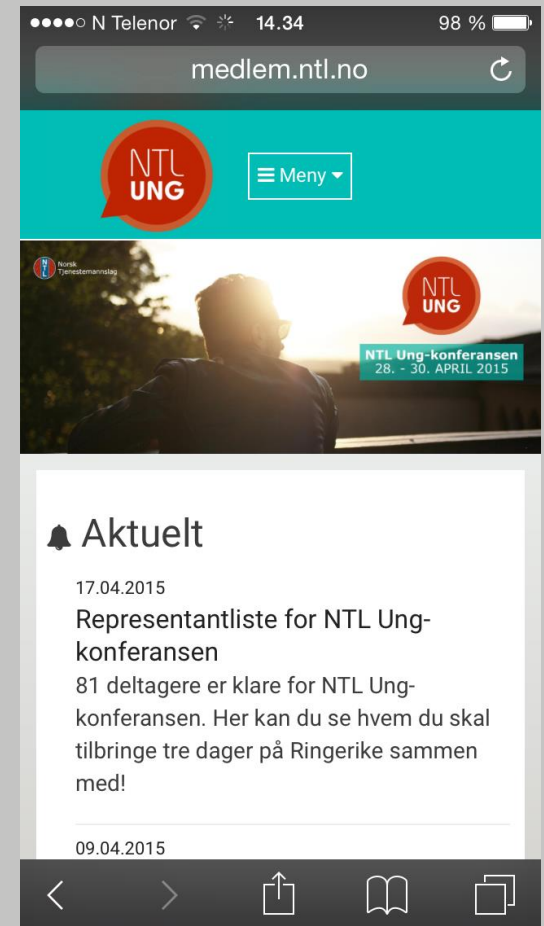 N Telenor 14.34 98 %
medlem.ntl.no
NTL
UNG
Meny
NTL
Norsk
Tjenestemannslag
NTL
UNG
NTL Ung-konferansen
28. - 30. APRIL 2015
Aktuelt
17.04.2015
Representantliste for NTL Ung-
konferansen
81 deltagere er klare for NTL Ung-
konferansen. Her kan du se hvem du skal
tilbringe tre dager på Ringerike sammen
med!
09.04.2015